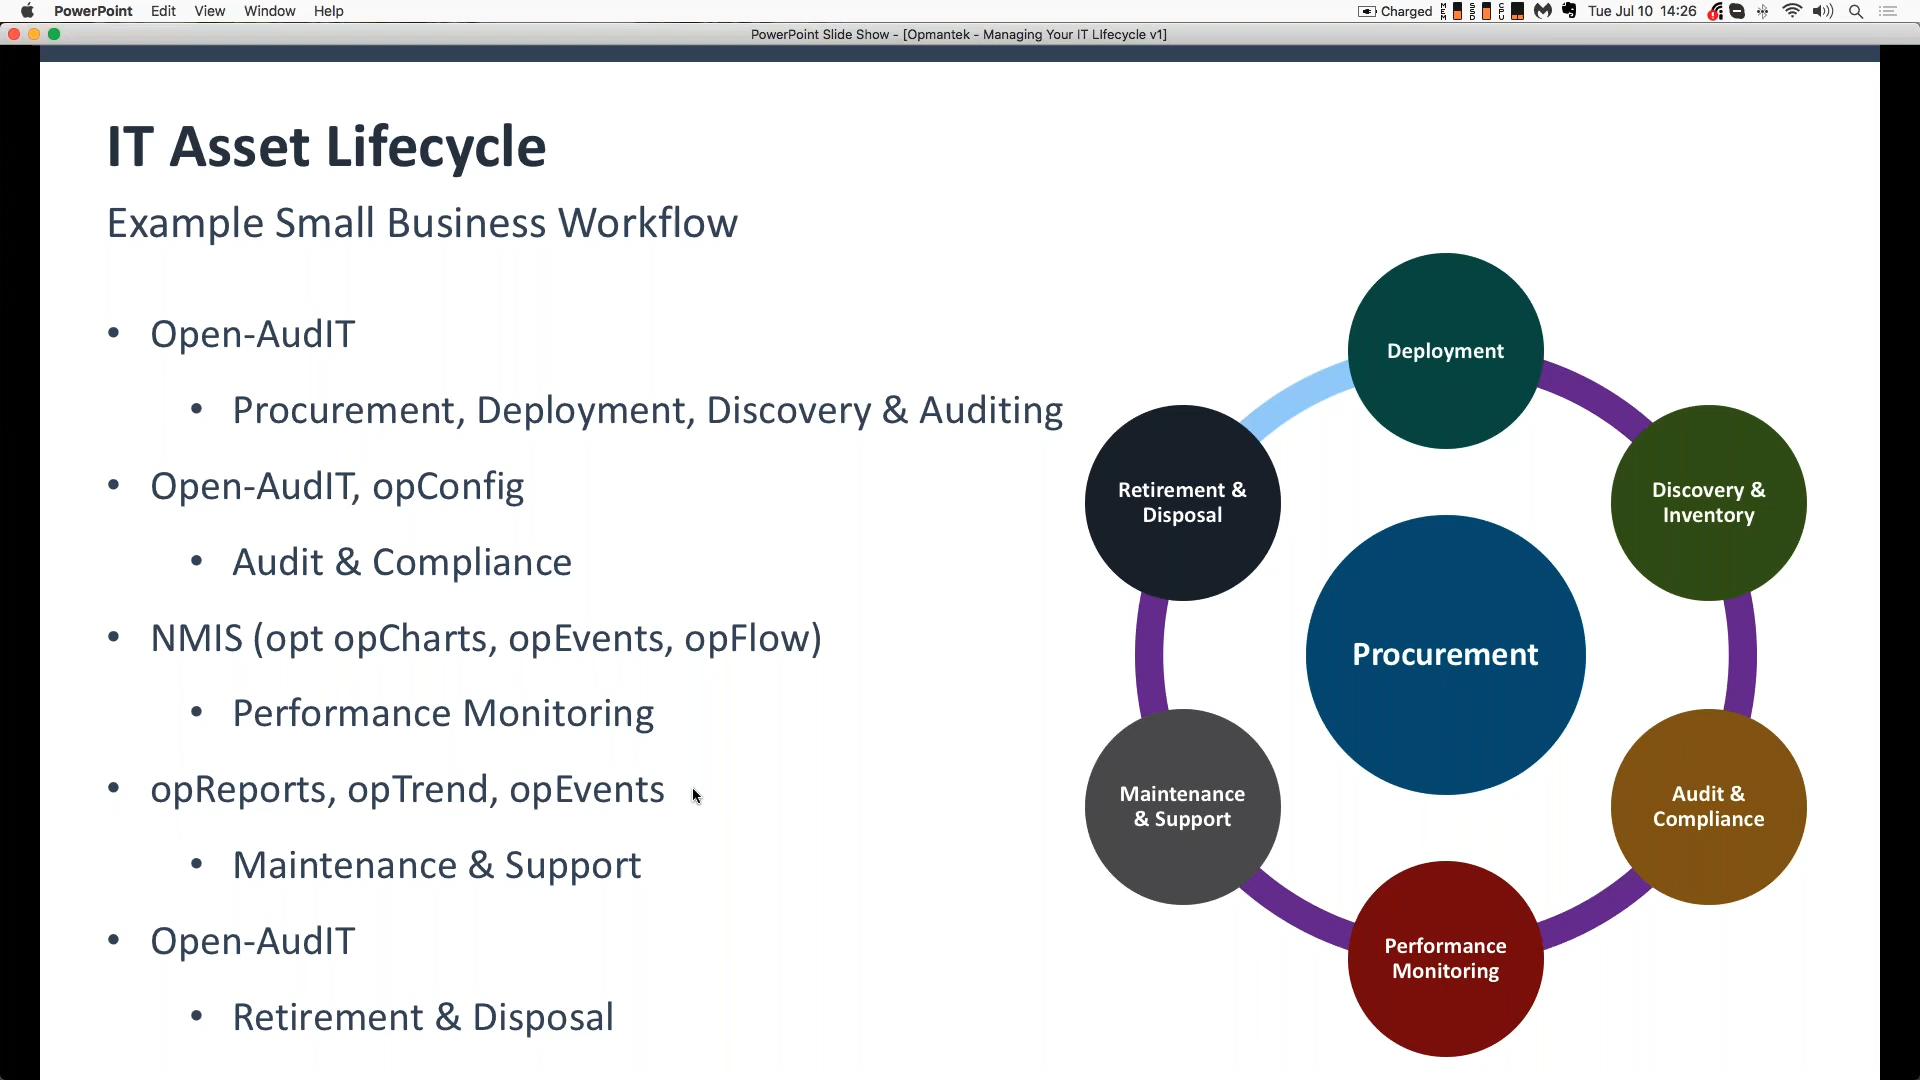 PowerPoint Edit View Window Help Charged MEM SSD CPU Tue Jul 10 14:26
PowerPoint Slide Show - [Opmantek - Managing Your IT LIfecycle v1]
IT Asset Lifecycle
Example Small Business Workflow
• Open-AudIT
• Procurement, Deployment, Discovery & Auditing
• Open-AudIT, opConfig
• Audit & Compliance
• NMIS (opt opCharts, opEvents, opFlow)
• Performance Monitoring
• opReports, opTrend, opEvents
• Maintenance & Support
• Open-AudIT
• Retirement & Disposal
Deployment
Discovery &
Inventory
Audit &
Compliance
Performance
Monitoring
Maintenance
& Support
Retirement &
Disposal
Procurement